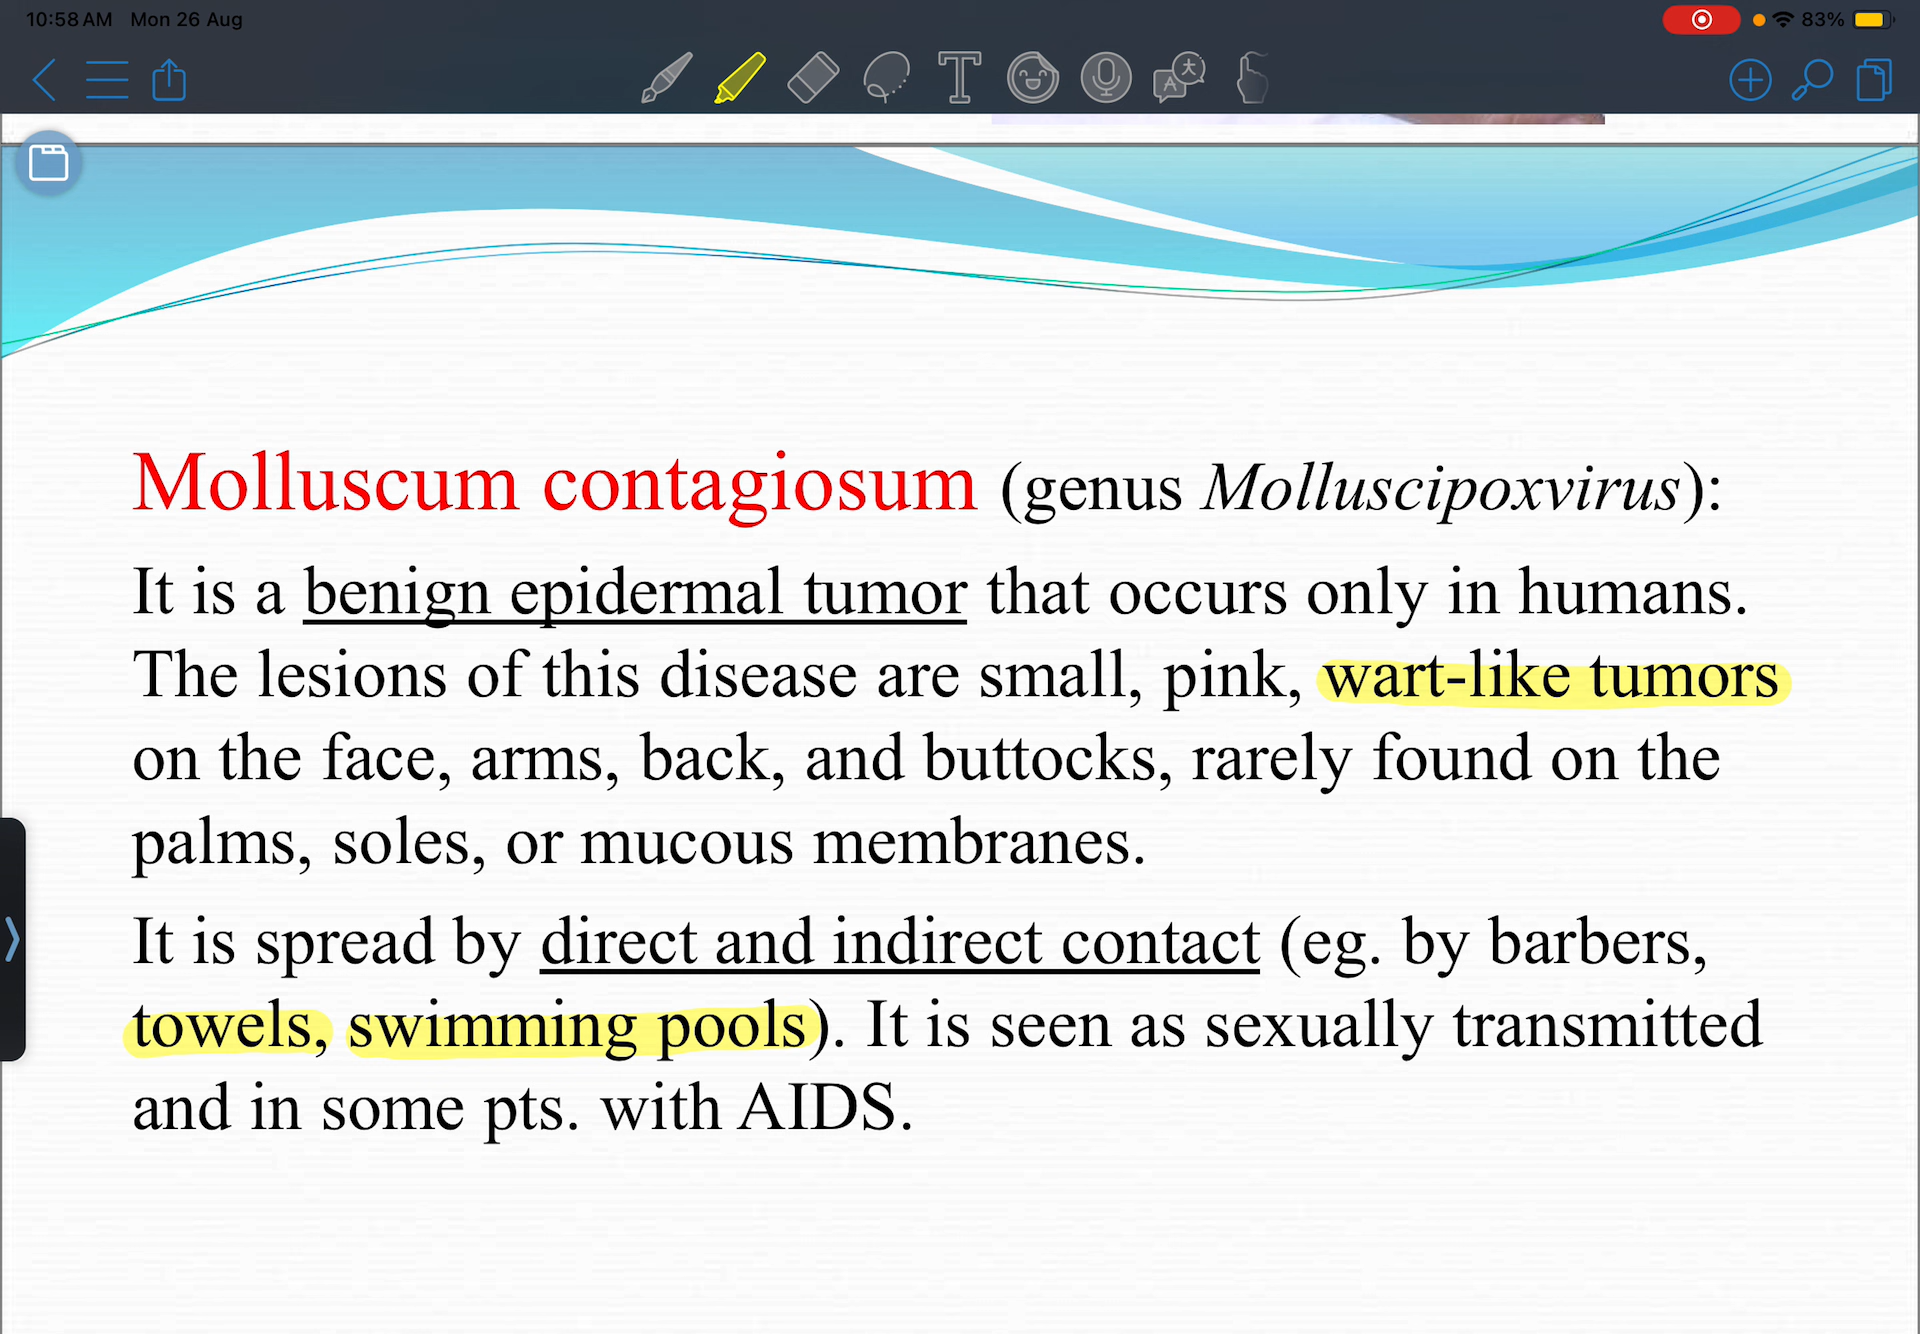 10:58 AM Mon 26 Aug
83%
Molluscum contagiosum (genus Molluscipoxvirus):
It is a benign epidermal tumor that occurs only in humans.
The lesions of this disease are small, pink, wart-like tumors
on the face, arms, back, and buttocks, rarely found on the
palms, soles, or mucous membranes.
It is spread by direct and indirect contact (eg. by barbers,
towels, swimming pools). It is seen as sexually transmitted
and in some pts. with AIDS.